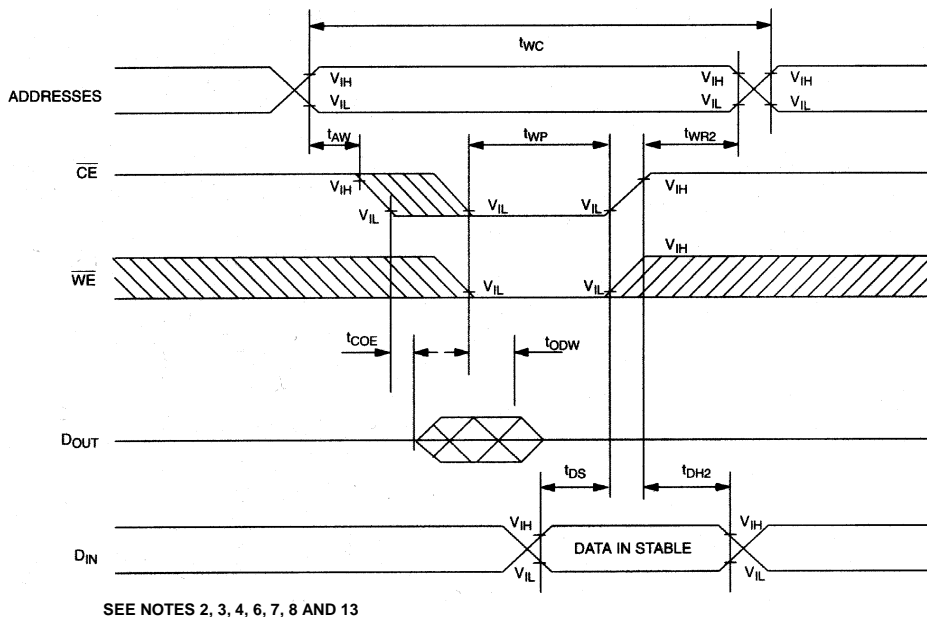 tWC
ADDRESSES
VIH
VIL
VIH
VIL
VIH
VIL
tAW
tWP
tWR2
CE
VIH
VIL
VIL
VIL
VIH
WE
VIL
VIL
VIH
tCOE
tODW
DOUT
tDS
tDH2
DIN
VIH
VIL
DATA IN STABLE
VIH
VIL
SEE NOTES 2, 3, 4, 6, 7, 8 AND 13